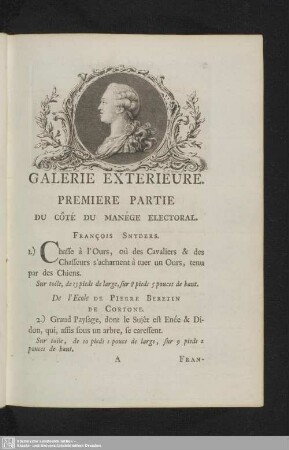 GALERIE EXTERIEURE.
PREMIERE PARTIE
DU CÔTÉ DU MANÉGE ELECTORAL.
FRANÇOIS SNYDERS.
1.) Chasse à l'Ours, où des Cavaliers & des
Chasseurs s'acharnent à tuer un Ours, tenu
par des Chiens.
Sur toile, de 15 pieds de large, sur 8 pieds 5 pouces de haut.
De l'Ecole DE PIERRE BERETIN
DE CORTONE.
2.) Grand Paysage, dont le Sujèt est Enée & Di-
don, qui, assis sous un arbre, se caressent.
Sur toile, de 10 pieds 1 pouce de large, sur 9 pieds 2
pouces de haut.
A FRAN-